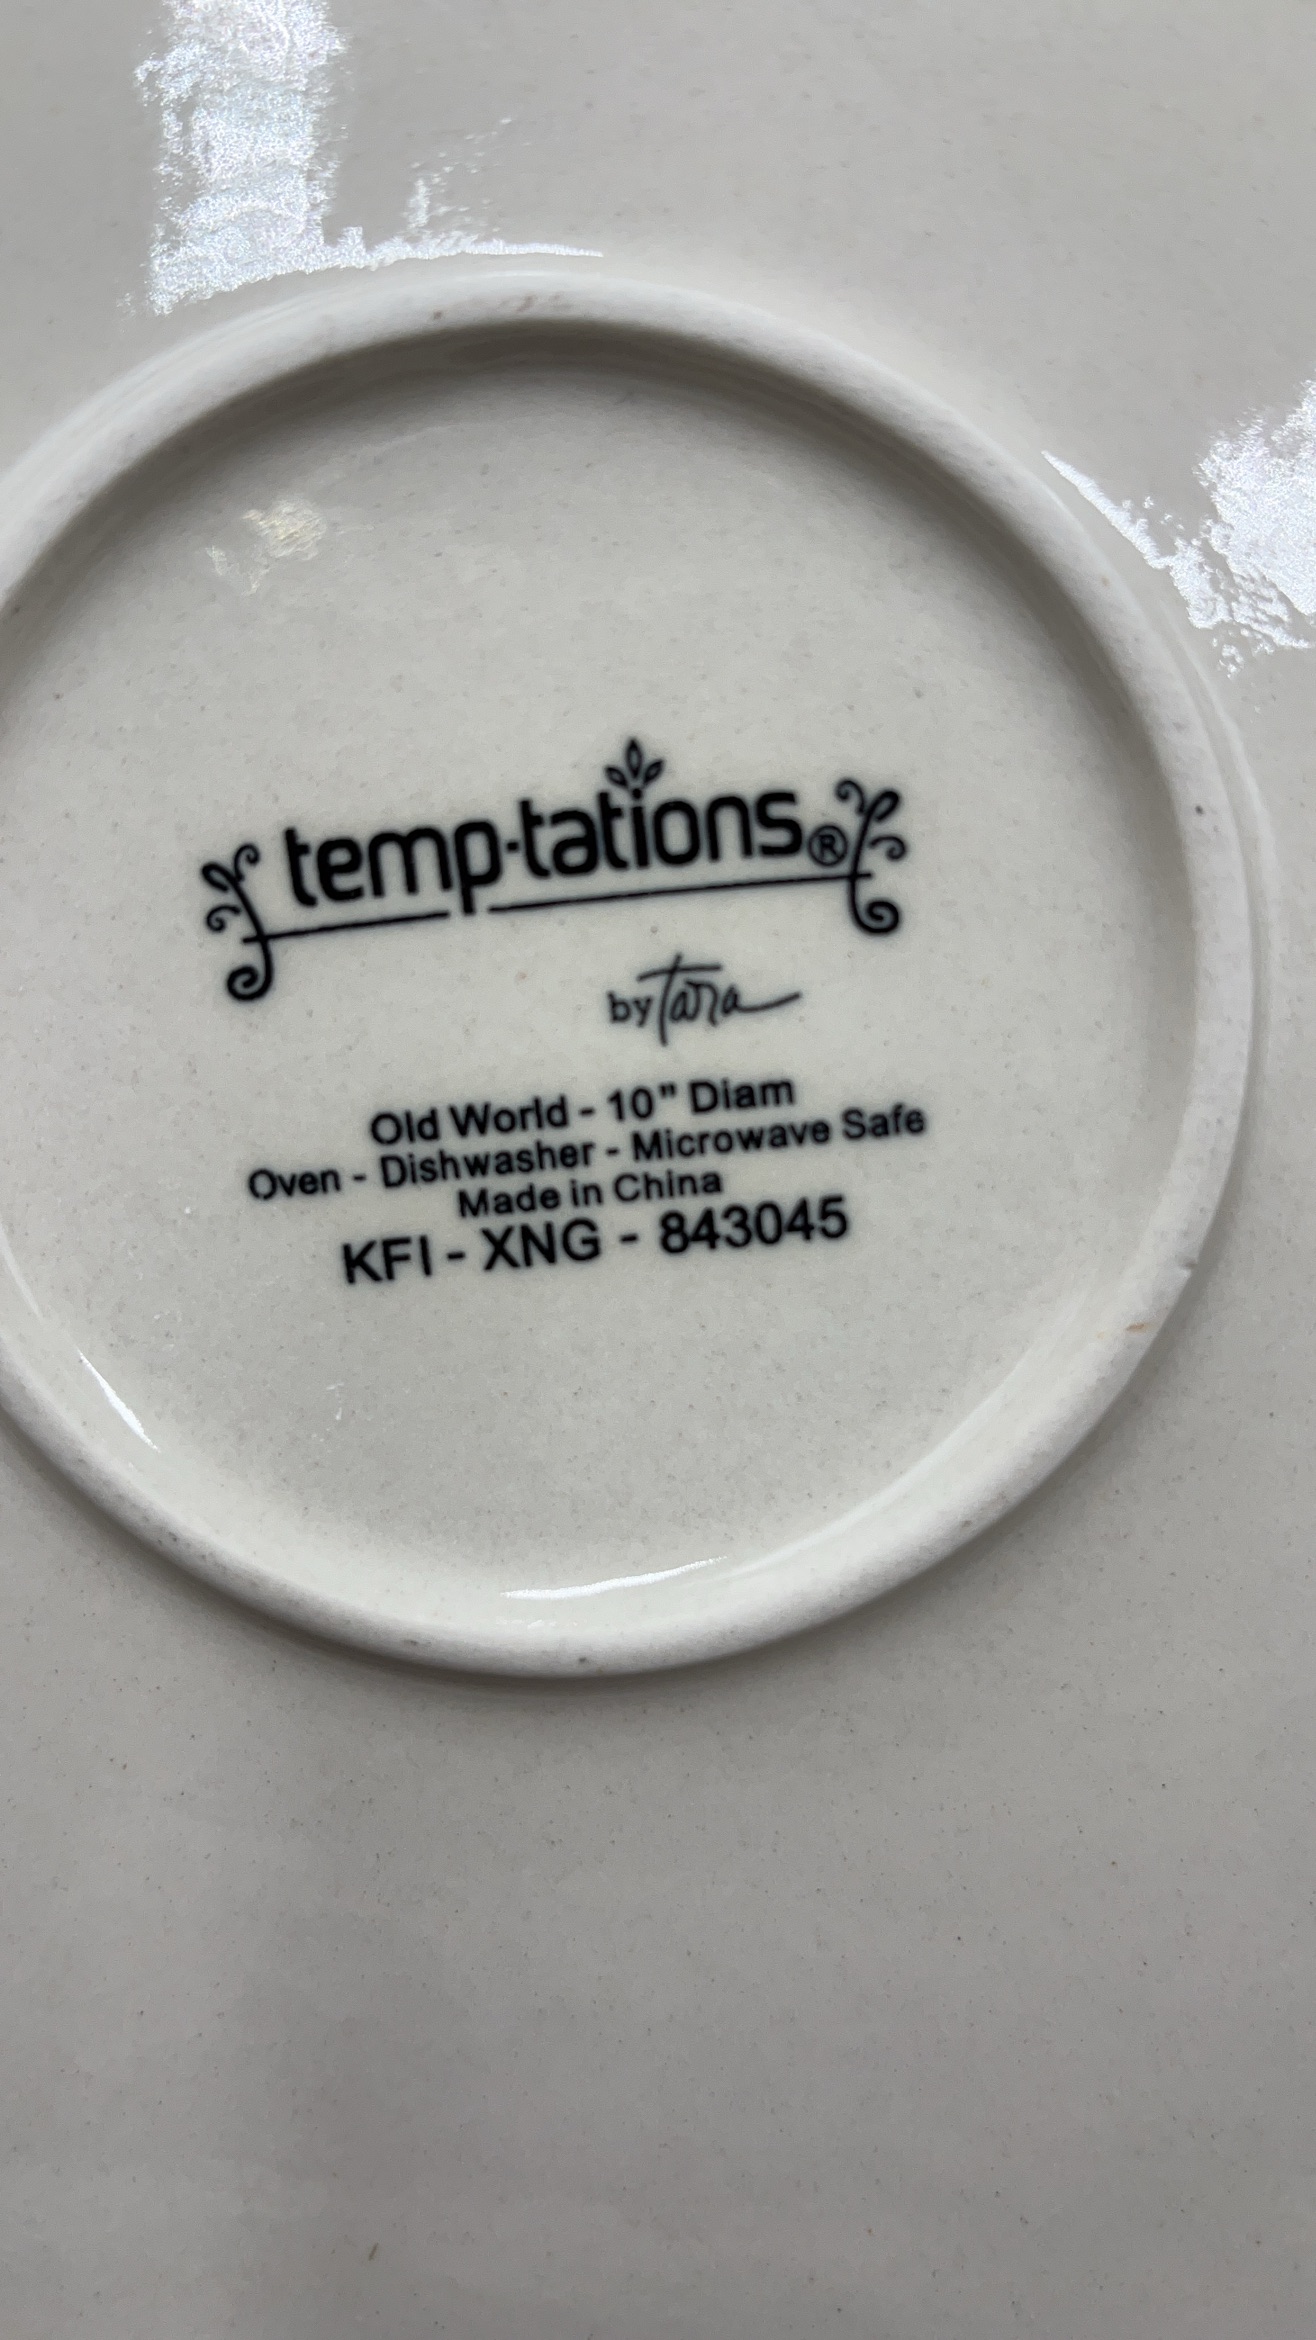 temp·tations®
by Tara
Old World - 10" Diam
Oven - Dishwasher - Microwave Safe
Made in China
KFI - XNG - 843045